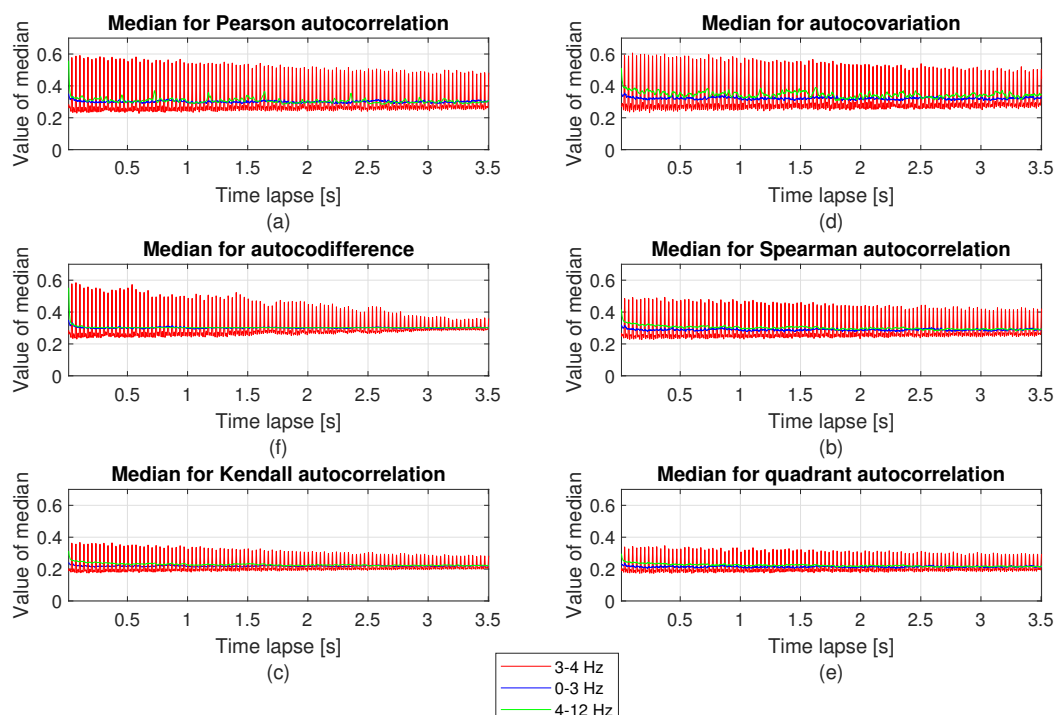 Median for Pearson autocorrelation
Value of median
0.6
0.4
0.2
0
0.5 1 1.5 2 2.5 3 3.5
Time lapse [s]
(a)
Median for autocovariation
Value of median
0.6
0.4
0.2
0
0.5 1 1.5 2 2.5 3 3.5
Time lapse [s]
(d)
Median for autocodifference
Value of median
0.6
0.4
0.2
0
0.5 1 1.5 2 2.5 3 3.5
Time lapse [s]
(f)
Median for Spearman autocorrelation
Value of median
0.6
0.4
0.2
0
0.5 1 1.5 2 2.5 3 3.5
Time lapse [s]
(b)
Median for Kendall autocorrelation
Value of median
0.6
0.4
0.2
0
0.5 1 1.5 2 2.5 3 3.5
Time lapse [s]
(c)
Median for quadrant autocorrelation
Value of median
0.6
0.4
0.2
0
0.5 1 1.5 2 2.5 3 3.5
Time lapse [s]
(e)
3-4 Hz
0-3 Hz
4-12 Hz